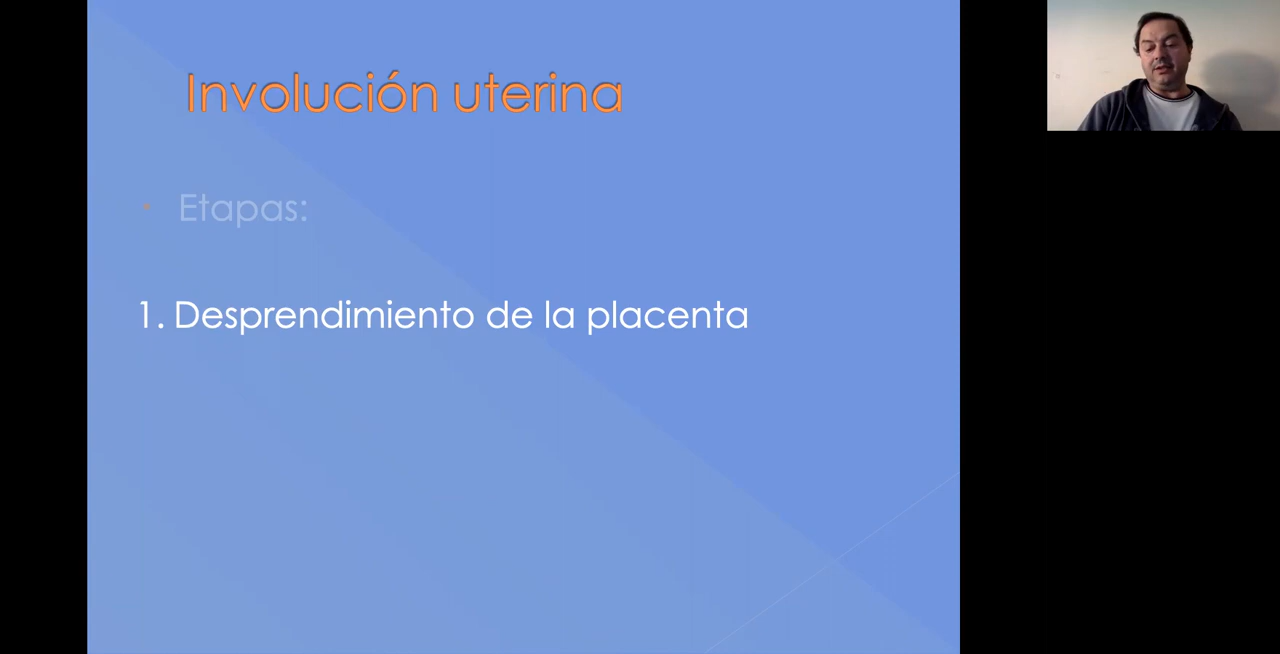 Involución uterina
Etapas:
1. Desprendimiento de la placenta